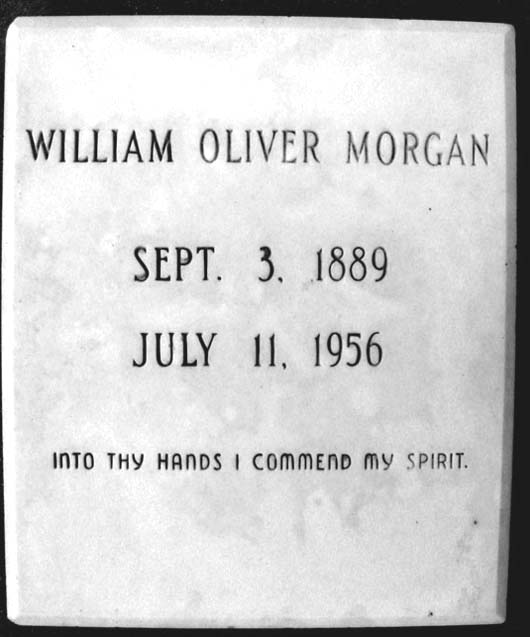 WILLIAM OLIVER MORGAN
SEPT. 3. 1889
JULY 11, 1956
INTO THY HANDS I COMMEND MY SPIRIT.